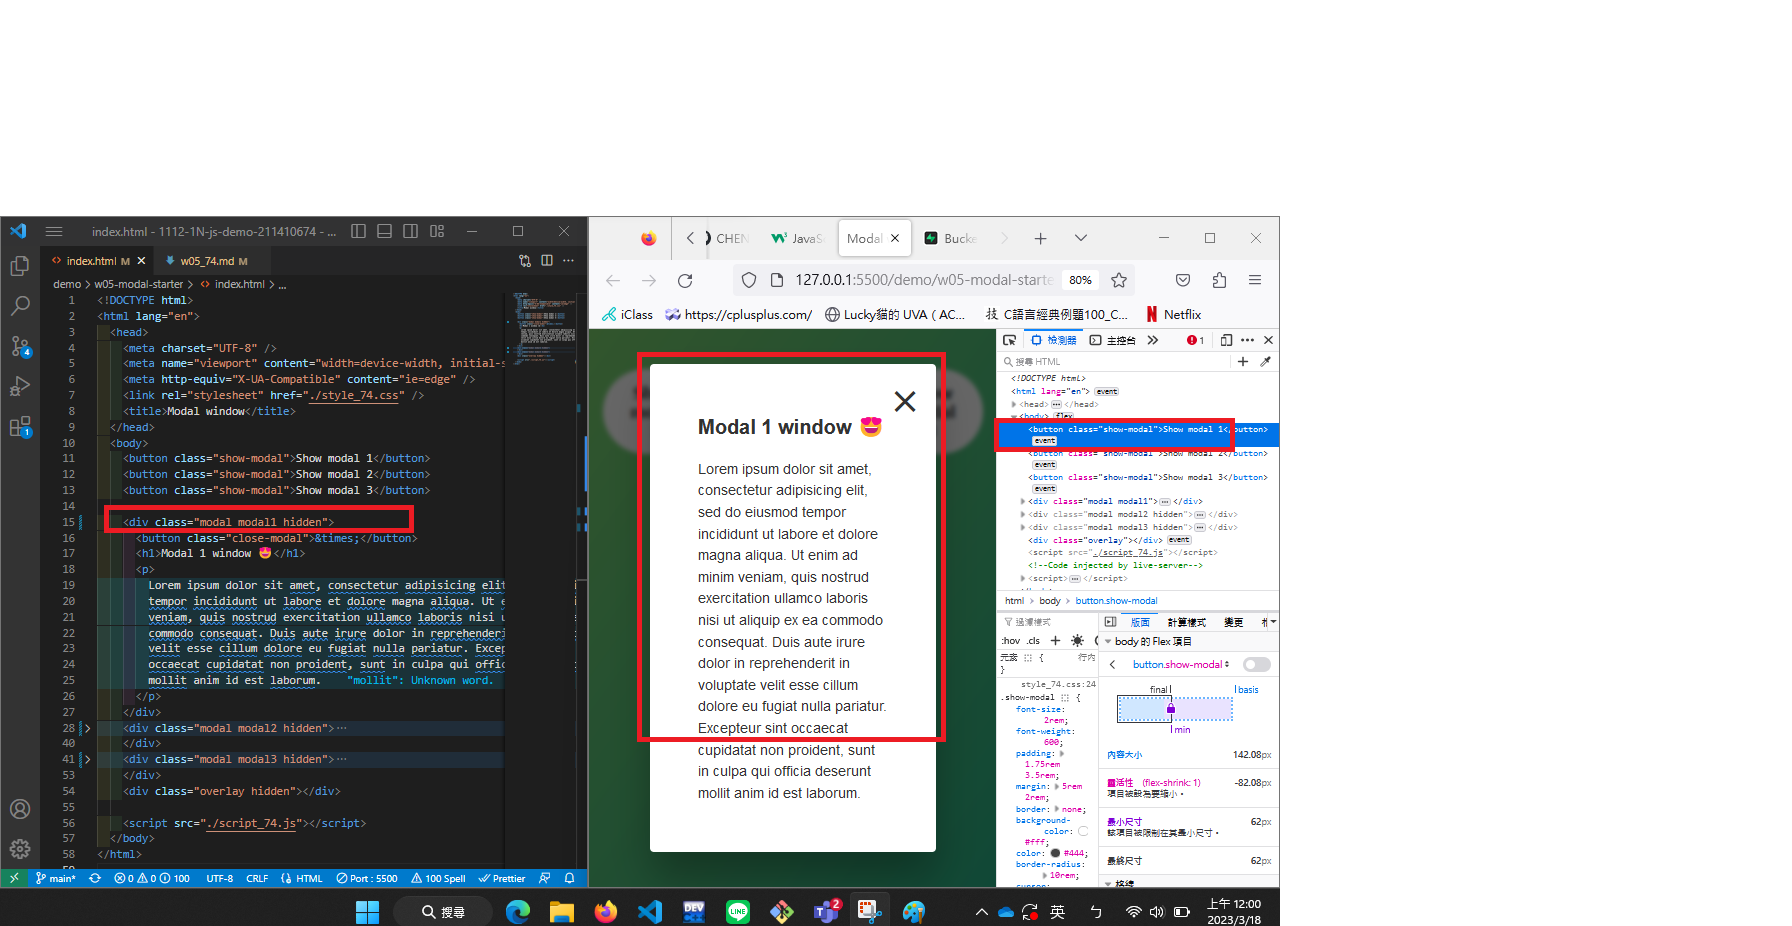 index.html - 1112-1N-js-demo-211410674 - ...
index.html M
w05_74.md M
demo > w05-modal-starter > index.html > ...
1 <!DOCTYPE html>
2 <html lang="en">
3 <head>
4 <meta charset="UTF-8" />
5 <meta name="viewport" content="width=device-width, initial-s
6 <meta http-equiv="X-UA-Compatible" content="ie=edge" />
7 <link rel="stylesheet" href="./style_74.css" />
8 <title>Modal window</title>
9 </head>
10 <body>
11 <button class="show-modal">Show modal 1</button>
12 <button class="show-modal">Show modal 2</button>
13 <button class="show-modal">Show modal 3</button>
14
15 <div class="modal modal1 hidden">
16 <button class="close-modal">&times;</button>
17 <h1>Modal 1 window 😍</h1>
18 <p>
19 Lorem ipsum dolor sit amet, consectetur adipisicing elit
20 tempor incididunt ut labore et dolore magna aliqua. Ut e
21 veniam, quis nostrud exercitation ullamco laboris nisi u
22 commodo consequat. Duis aute irure dolor in reprehenderi
23 velit esse cillum dolore eu fugiat nulla pariatur. Excep
24 occaecat cupidatat non proident, sunt in culpa qui offic
25 mollit anim id est laborum. "mollit": Unknown word.
26 </p>
27 </div>
28 <div class="modal modal2 hidden">...
40 </div>
41 <div class="modal modal3 hidden">...
53 </div>
54 <div class="overlay hidden"></div>
55
56 <script src="./script_74.js"></script>
57 </body>
58 </html>
4
1
main* 0 0 100 UTF-8 CRLF HTML Port : 5500 100 Spell Prettier
CHEN
JavaS
Modal
Bucke
127.0.0.1:5500/demo/w05-modal-starte
80%
iClass
https://cplusplus.com/
Lucky貓的 UVA ( AC...
技 C語言經典例題100_C...
Netflix
Modal 1 window 😍
Lorem ipsum dolor sit amet,
consectetur adipisicing elit,
sed do eiusmod tempor
incididunt ut labore et dolore
magna aliqua. Ut enim ad
minim veniam, quis nostrud
exercitation ullamco laboris
nisi ut aliquip ex ea commodo
consequat. Duis aute irure
dolor in reprehenderit in
voluptate velit esse cillum
dolore eu fugiat nulla pariatur.
Excepteur sint occaecat
cupidatat non proident, sunt
in culpa qui officia deserunt
mollit anim id est laborum.
檢測器
主控台
1
搜尋 HTML
<!DOCTYPE html>
<html lang="en"> event
<head>...</head>
<body> flex
<button class="show-modal">Show modal 1</button>
event
<button class="show-modal">Show modal 2</button>
event
<button class="show-modal">Show modal 3</button>
event
<div class="modal modal1">...</div>
<div class="modal modal2 hidden">...</div>
<div class="modal modal3 hidden">...</div>
<div class="overlay"></div> event
<script src="./script_74.js"></script>
<!--Code injected by live-server-->
<script>...</script>
html > body > button.show-modal
過濾樣式
:hov .cls
元素 { 行內
}
style_74.css:24
.show-modal {
font-size:
2rem;
font-weight:
600;
padding:
1.75rem
3.5rem;
margin: 5rem
2rem;
border: none;
background-
color:
#fff;
color: #444;
border-radius:
10rem;
版面
計算樣式
變更
body 的 Flex 項目
button.show-modal
final
basis
min
內容大小 142.08px
彈性 (flex-shrink: 1) -82.08px
項目被設為要縮小。
最小尺寸 62px
該項目被限制在其最小尺寸。
最終尺寸 62px
格線
搜尋
DEV
LINE
2
英
ㄅ
上午 12:00
2023/3/18